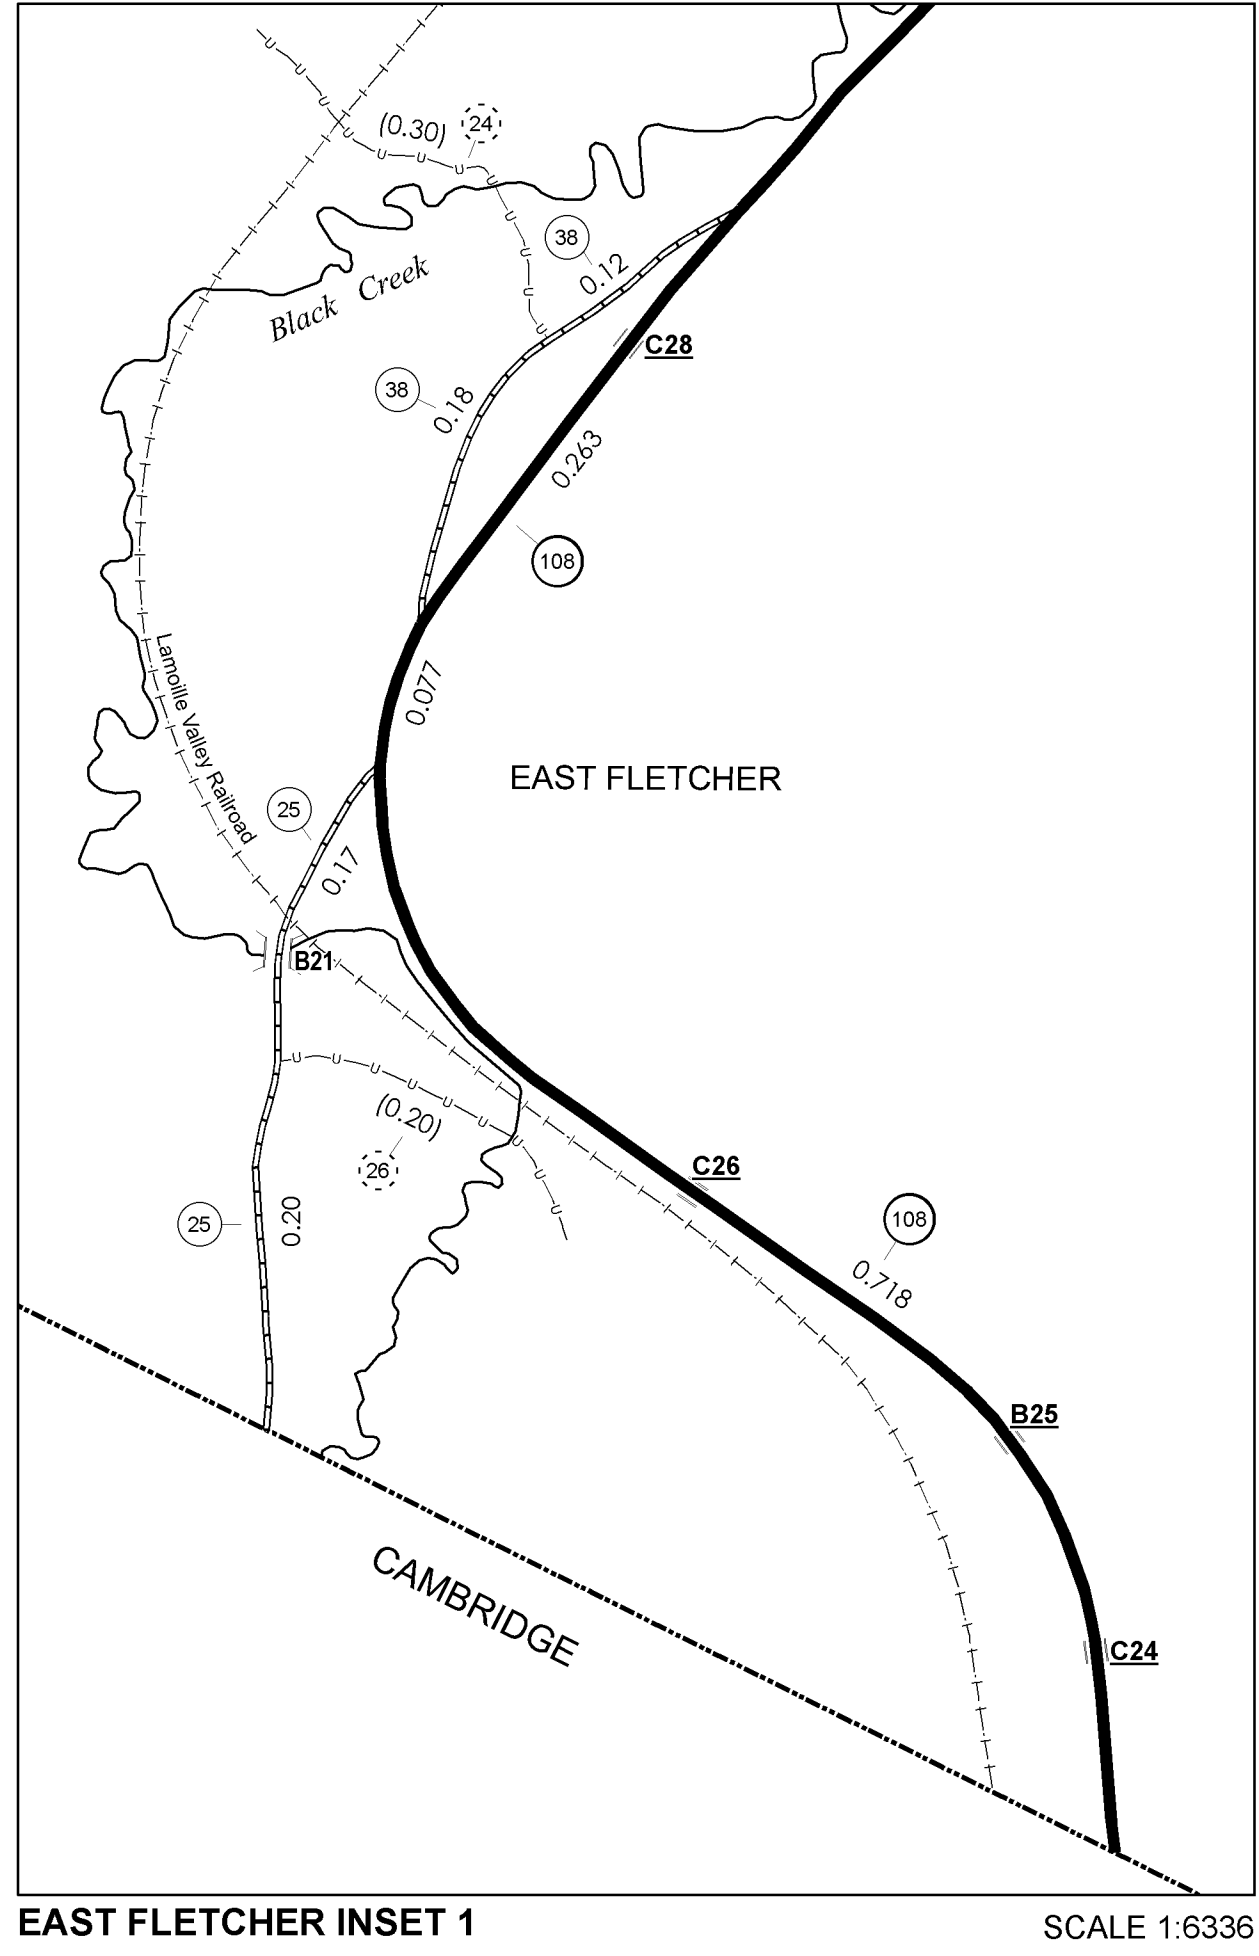 (0.30)
24
38
0.12
Black Creek
C28
38
0.18
0.263
108
Lamoille Valley Railroad
0.077
EAST FLETCHER
25
0.17
B21
(0.20)
26
C26
25
0.20
108
0.718
B25
CAMBRIDGE
C24
EAST FLETCHER INSET 1
SCALE 1:6336